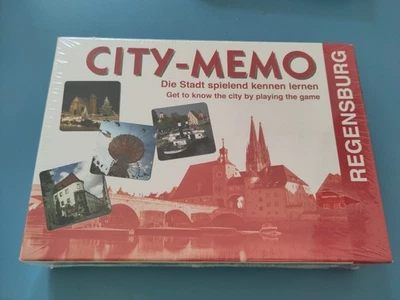 CITY-MEMO
Die Stadt spielend kennen lernen
Get to know the city by playing the game
REGENSBURG